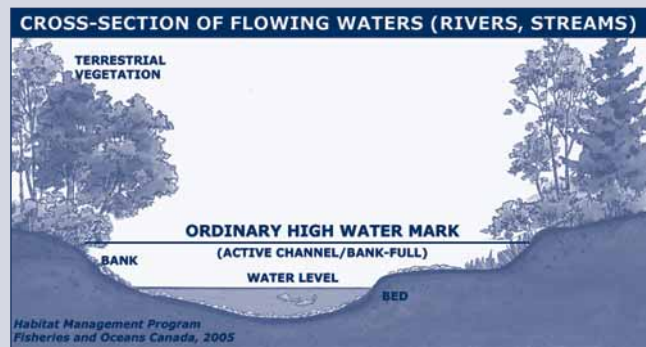 CROSS-SECTION OF FLOWING WATERS (RIVERS, STREAMS)
TERRESTRIAL
VEGETATION
ORDINARY HIGH WATER MARK
(ACTIVE CHANNEL/BANK-FULL)
BANK
WATER LEVEL
BED
Habitat Management Program
Fisheries and Oceans Canada, 2005